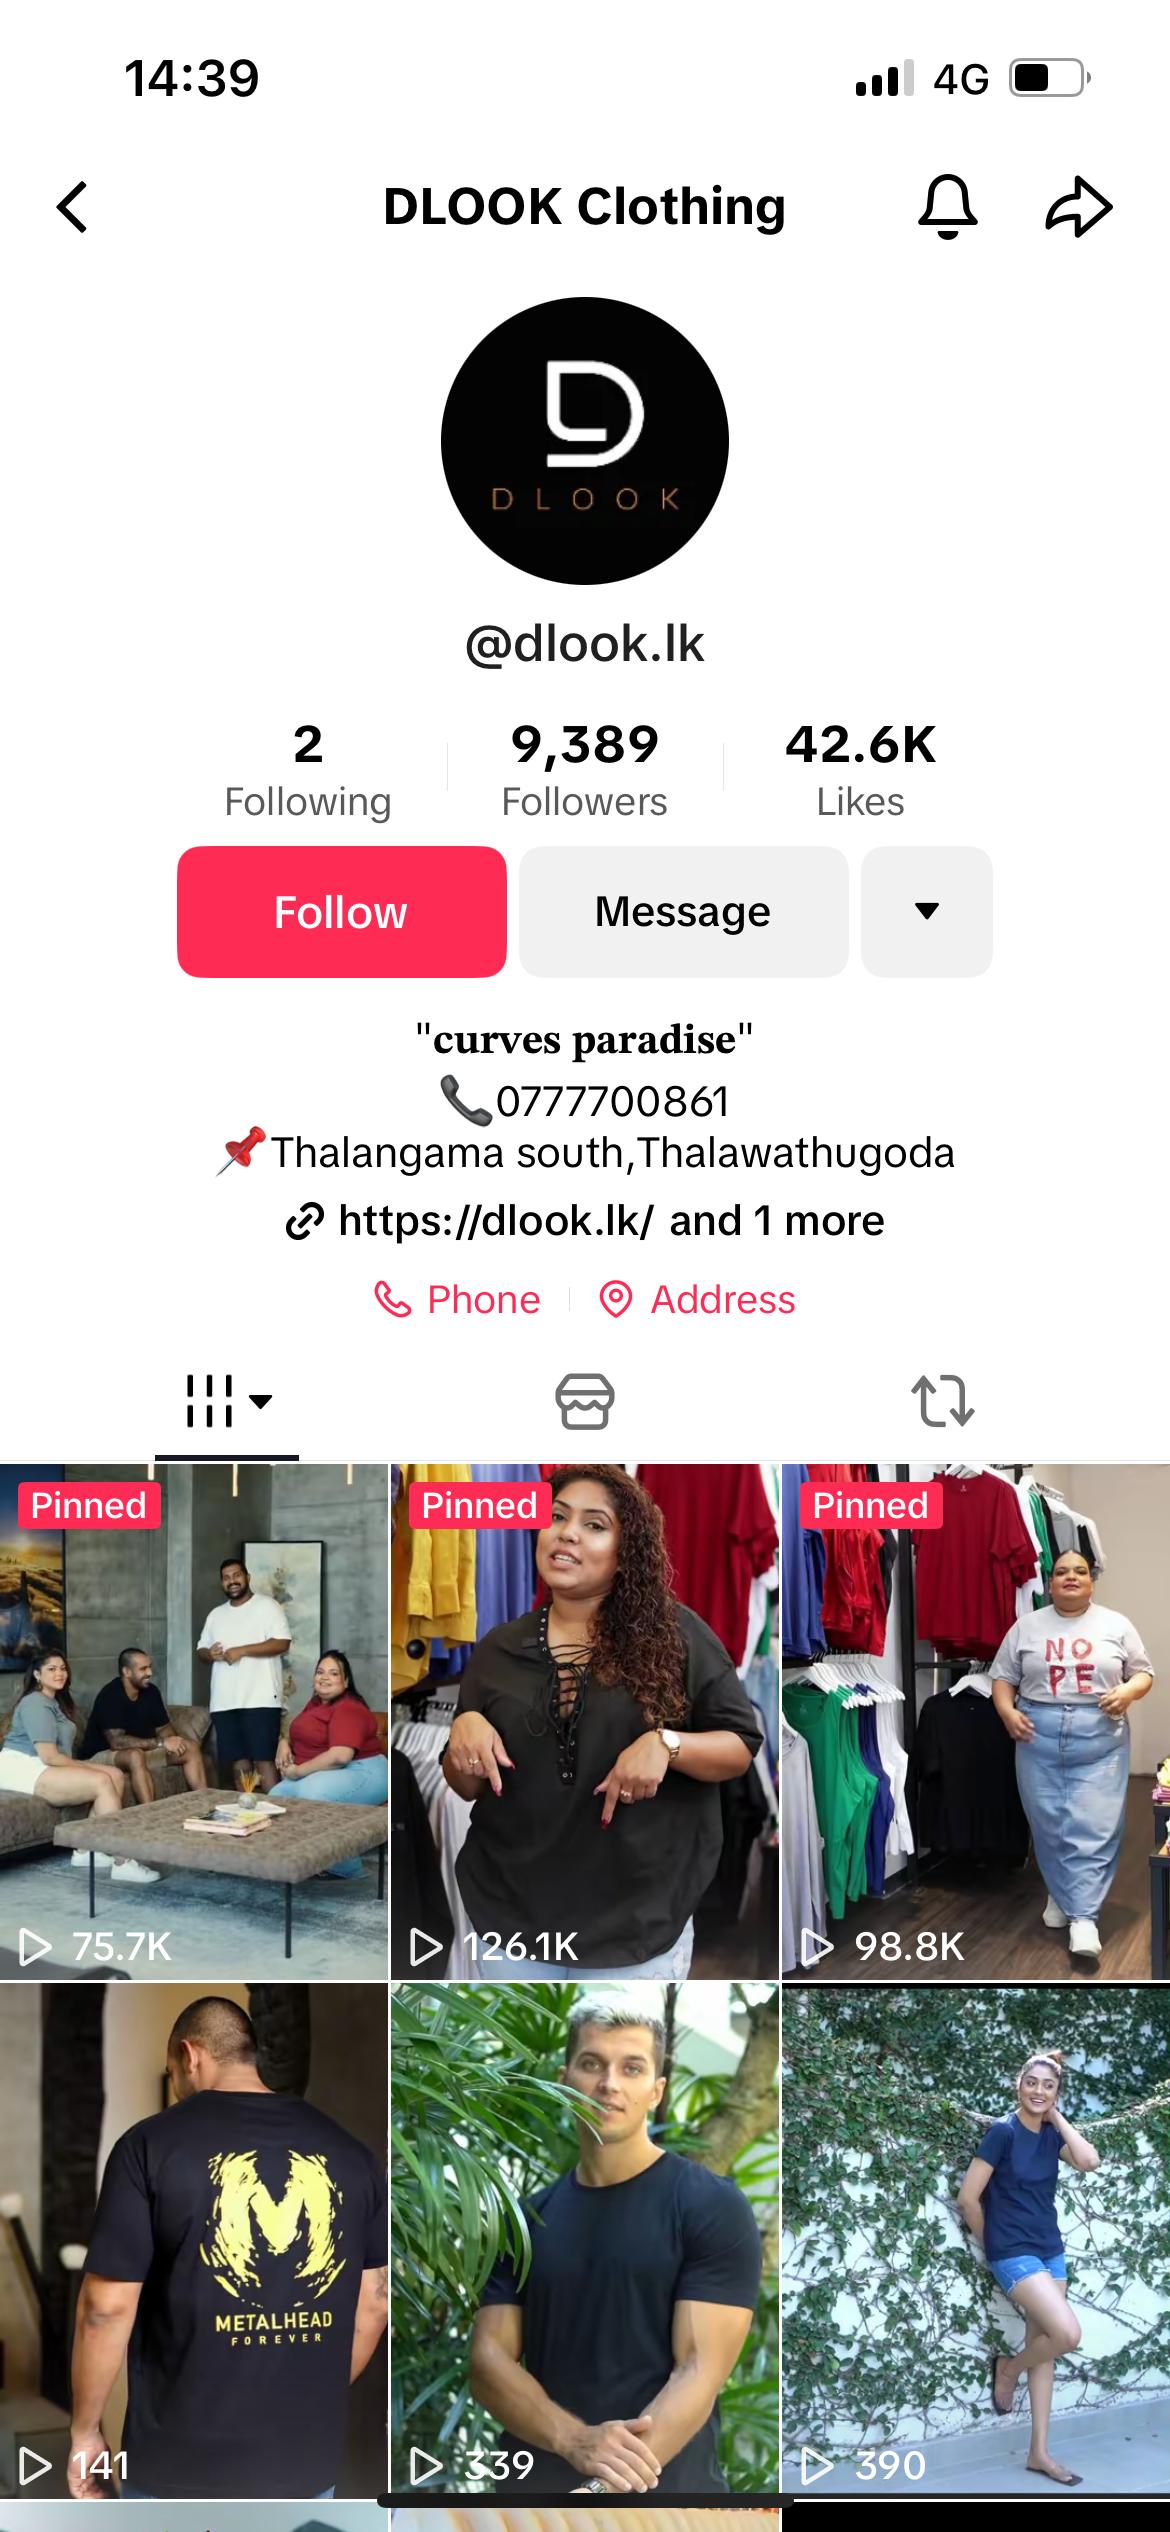 14:39
4G
DLOOK Clothing
DLOOK
@dlook.lk
2 9,389 42.6K
Following Followers Likes
Follow Message
"curves paradise"
📞0777700861
📌Thalangama south,Thalawathugoda
https://dlook.lk/ and 1 more
Phone Address
Pinned Pinned Pinned
NO
PE
75.7K 126.1K 98.8K
METALHEAD
FOREVER
141 339 390